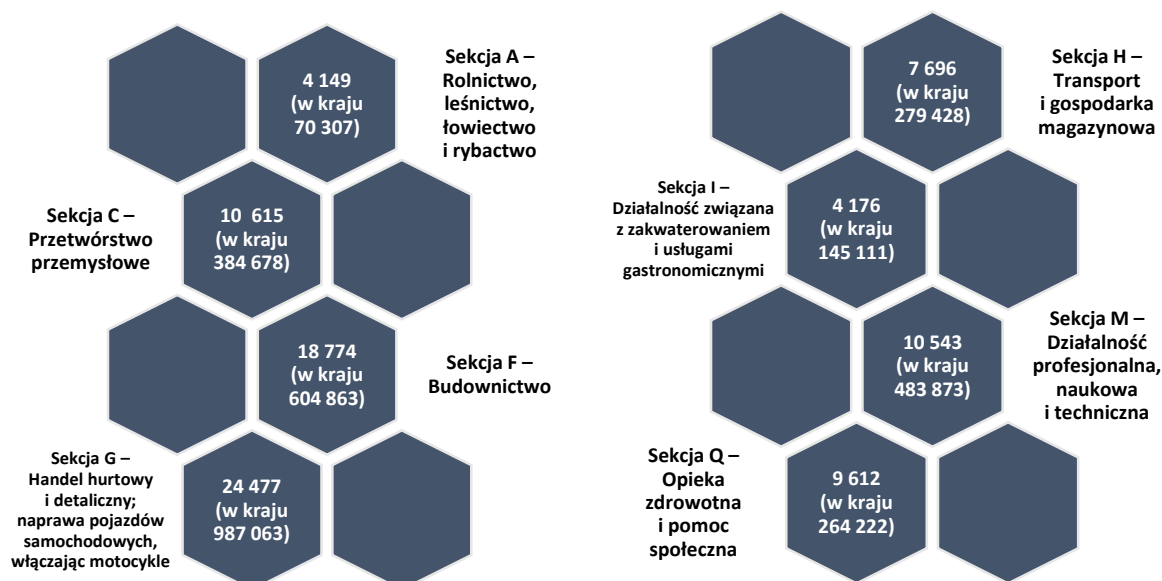 4 149
(w kraju
70 307)
Sekcja A –
Rolnictwo,
leśnictwo,
łowiectwo
i rybactwo
Sekcja C –
Przetwórstwo
przemysłowe
10  615
(w kraju
384 678)
18 774
(w kraju
604 863)
Sekcja F –
Budownictwo
Sekcja G –
Handel hurtowy
i detaliczny;
naprawa pojazdów
samochodowych,
włączając motocykle
24 477
(w kraju
987 063)
7 696
(w kraju
279 428)
Sekcja H –
Transport
i gospodarka
magazynowa
Sekcja I –
Działalność związana
z zakwaterowaniem
i usługami
gastronomicznymi
4 176
(w kraju
145 111)
10 543
(w kraju
483 873)
Sekcja M –
Działalność
profesjonalna,
naukowa
i techniczna
Sekcja Q –
Opieka
zdrowotna
i pomoc
społeczna
9 612
(w kraju
264 222)